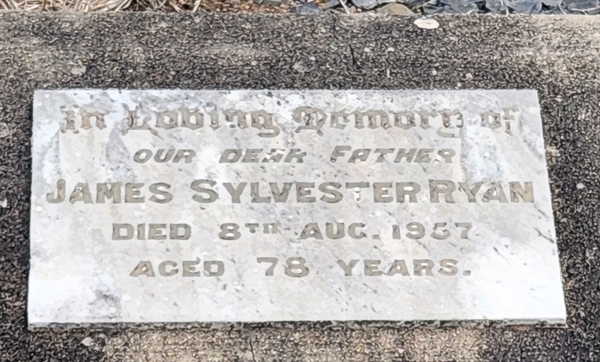 In Loving Memory of
OUR DEAR FATHER
JAMES SYLVESTER RYAN
DIED 8TH AUG. 1957
AGED 78 YEARS.